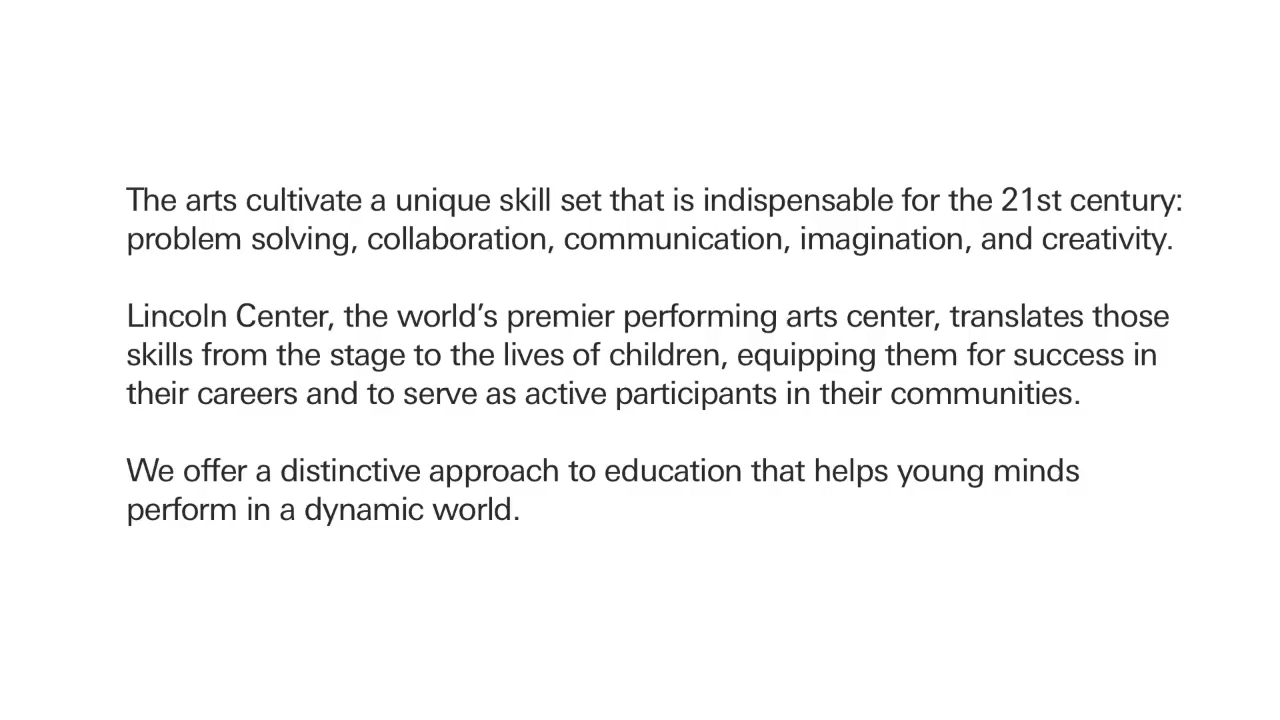 The arts cultivate a unique skill set that is indispensable for the 21st century:
problem solving, collaboration, communication, imagination, and creativity.
Lincoln Center, the world’s premier performing arts center, translates those
skills from the stage to the lives of children, equipping them for success in
their careers and to serve as active participants in their communities.
We offer a distinctive approach to education that helps young minds
perform in a dynamic world.